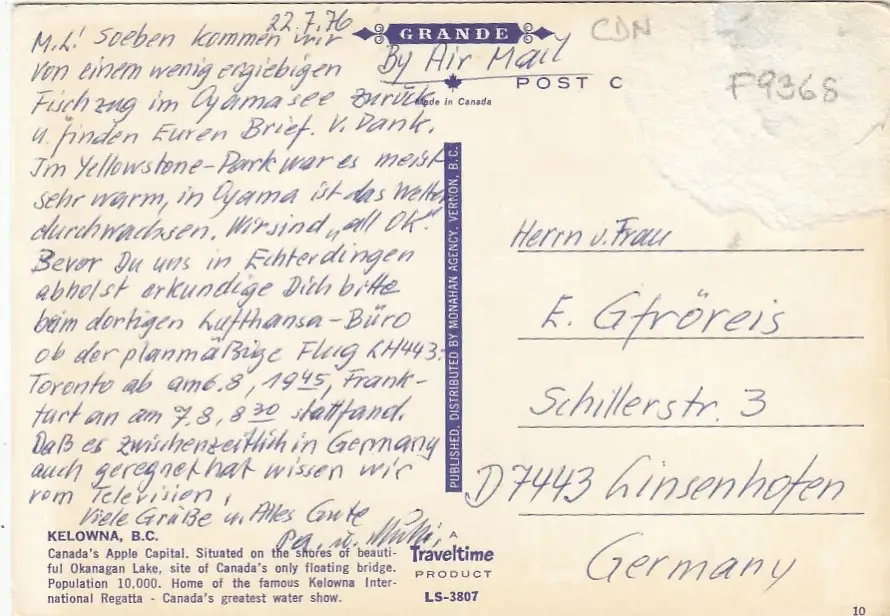 22.7.76
M.L! Soeben kommen wir
von einem wenig ergiebigen
Fischzug im Oyamasee zurück
u. finden Euren Brief. V. Dank.
Im Yellowstone-Park war es meist
sehr warm, in Oyama ist das Wetter
durchwachsen. Wir sind „all OK".
Bevor Du uns in Echterdingen
abholst erkundige Dich bitte
beim dortigen Lufthansa-Büro
ob der planmäßige Flug LH443:
Toronto ab am 6.8, 1945, Frank-
furt an am 7.8, 8 30 stattfand.
Daß es zwischenzeitlich in Germany
auch geregnet hat wissen wir
vom Television.
Viele Grüße u. Alles Gute
Pa. u.
KELOWNA, B.C.
Canada's Apple Capital. Situated on the shores of beauti-
ful Okanagan Lake, site of Canada's only floating bridge.
Population 10,000. Home of the famous Kelowna Inter-
national Regatta - Canada's greatest water show.
GRANDE
By Air Mail
POST C
Made in Canada
PUBLISHED, DISTRIBUTED BY MONAHAN AGENCY, VERNON, B.C.
A
Traveltime
PRODUCT
LS-3807
CDN
F9368
Herrn u. Frau
E. Gfröreis
Schillerstr. 3
D7443 Linsenhofen
Germany
10